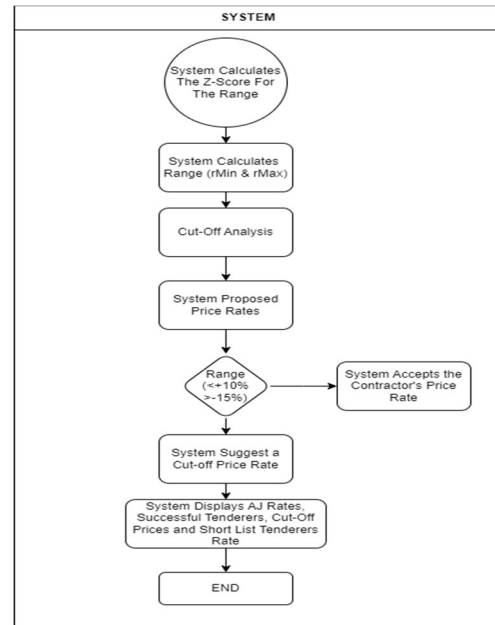 SYSTEM
System Calculates
The Z-Score For
The Range
System Calculates
Range (rMin & rMax)
Cut-Off Analysis
System Proposed
Price Rates
Range
(<+10%
>-15%)
System Accepts the
Contractor's Price
Rate
System Suggest a
Cut-off Price Rate
System Displays AJ Rates,
Successful Tenderers, Cut-Off
Prices and Short List Tenderers
Rate
END